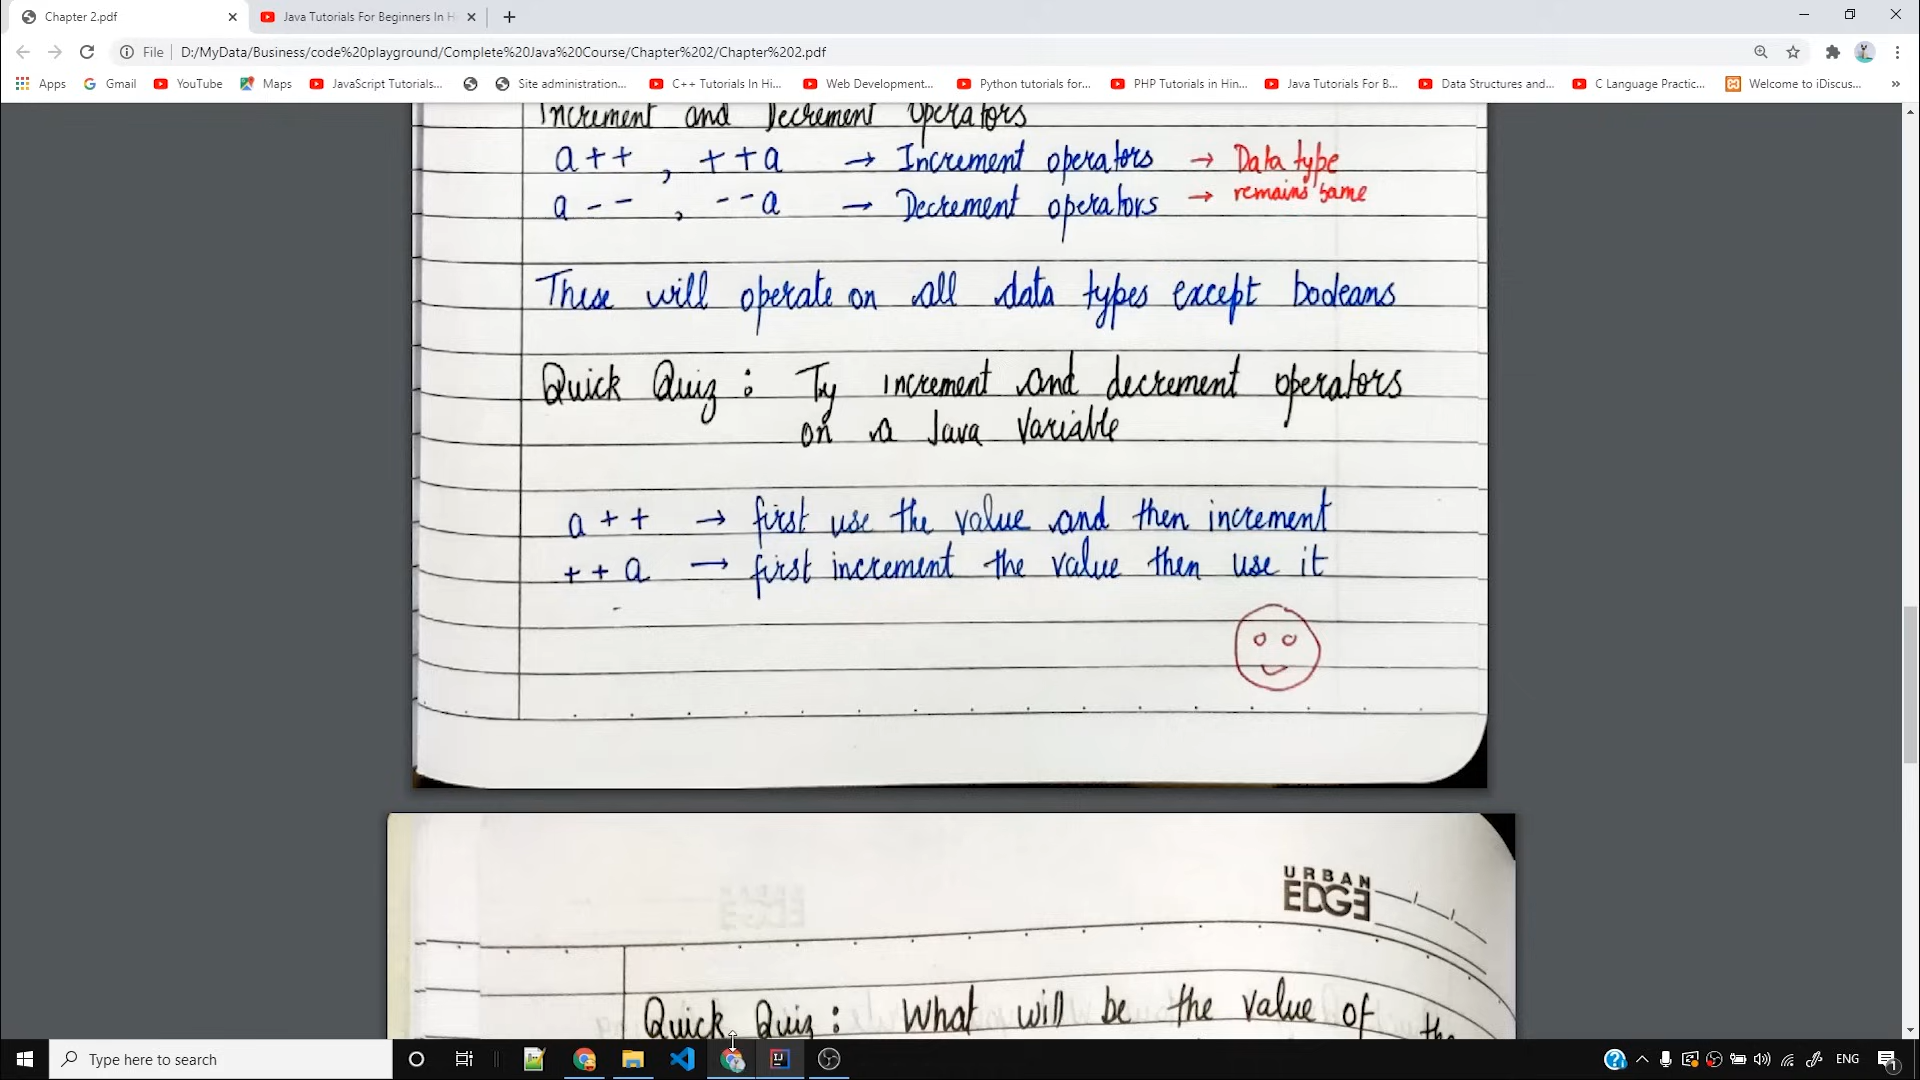 Chapter 2.pdf
Java Tutorials For Beginners In H
File
D:/MyData/Business/code%20playground/Complete%20Java%20Course/Chapter%202/Chapter%202.pdf
Apps
Gmail
YouTube
Maps
JavaScript Tutorials...
Site administration...
C++ Tutorials In Hi...
Web Development...
Python tutorials for...
PHP Tutorials in Hin...
Java Tutorials For B...
Data Structures and...
C Language Practic...
Welcome to iDiscus...
»
Increment and Decrement Operators
a++ , ++a → Increment operators → Data type
a-- , --a → Decrement operators → remains same
These will operate on all data types except booleans
Quick Quiz : Try increment and decrement operators
on a Java Variable
a++ → first use the value and then increment
++a → first increment the value then use it
URBAN
EDGE
Quick Quiz : What will be the value of the
Type here to search
ENG
1